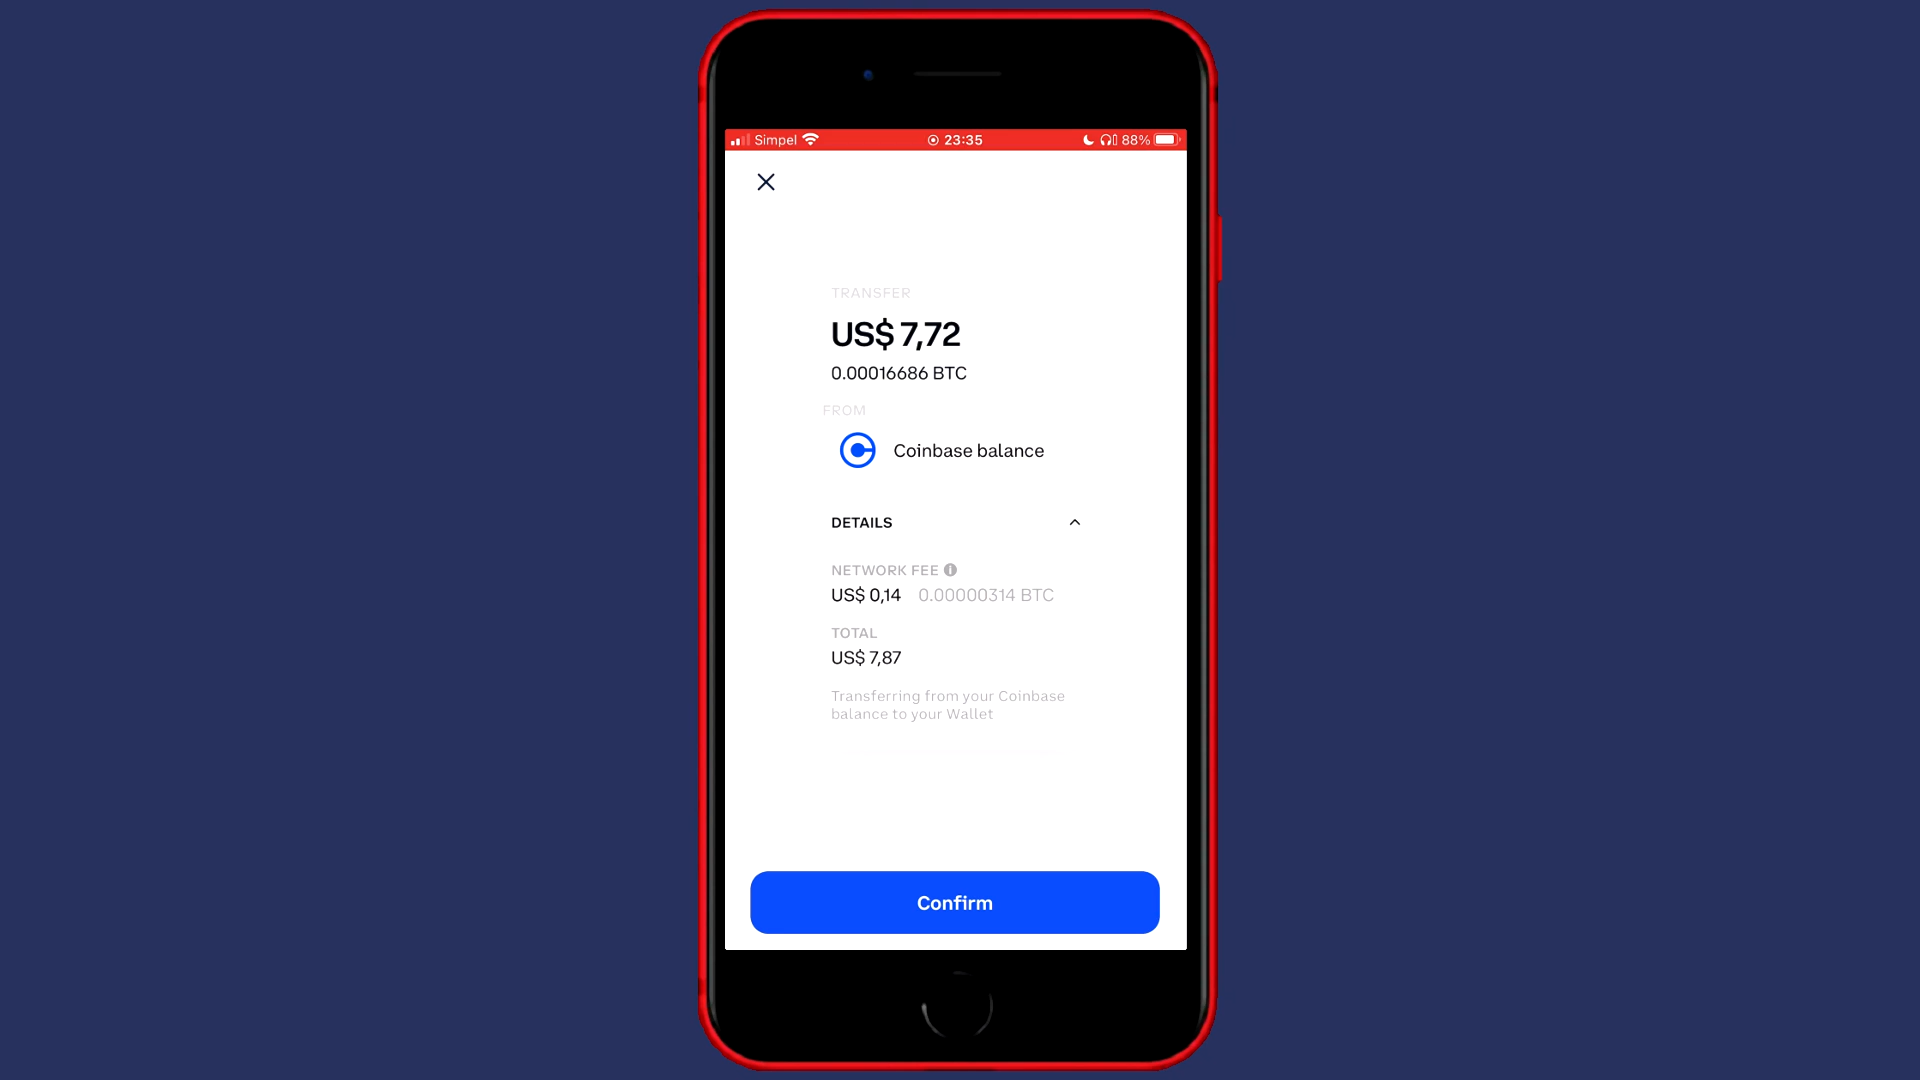 Simpel 23:35 88%
TRANSFER
US$ 7,72
0.00016686 BTC
FROM
Coinbase balance
DETAILS
NETWORK FEE
US$ 0,14 0.00000314 BTC
TOTAL
US$ 7,87
Transferring from your Coinbase
balance to your Wallet
Confirm